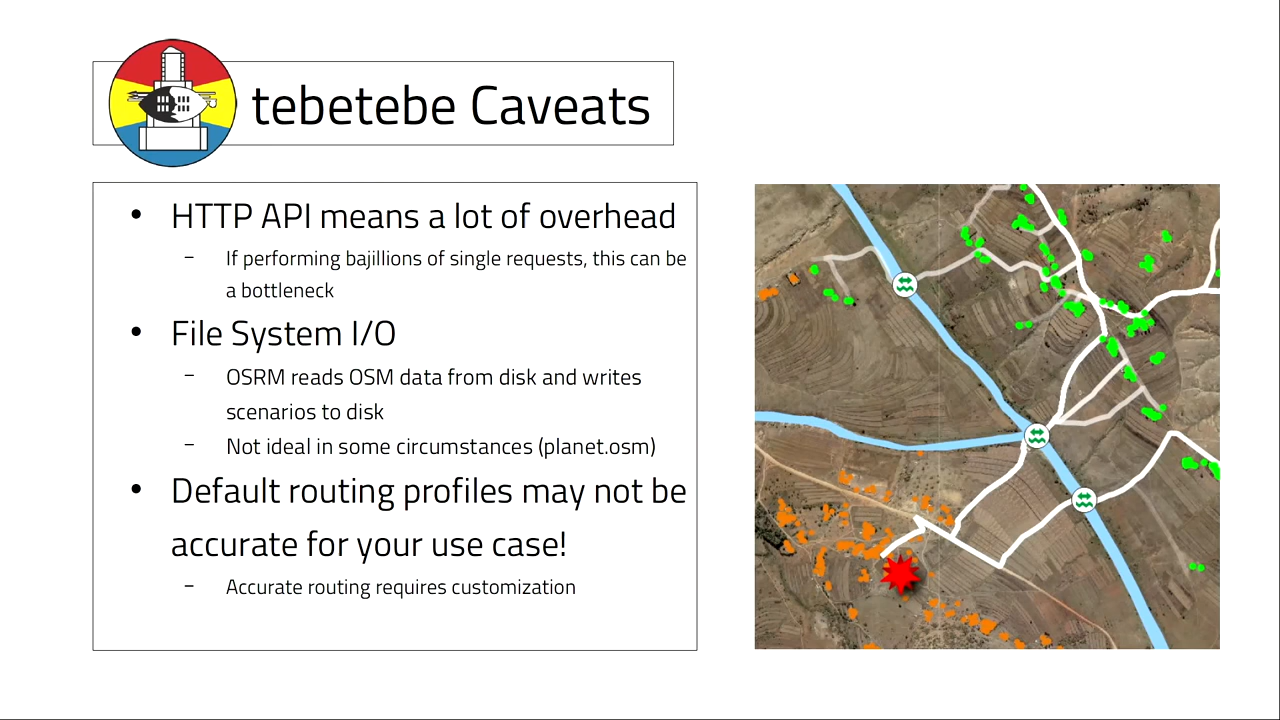 tebetebe Caveats
• HTTP API means a lot of overhead
– If performing bajillions of single requests, this can be
a bottleneck
• File System I/O
– OSRM reads OSM data from disk and writes
scenarios to disk
– Not ideal in some circumstances (planet.osm)
• Default routing profiles may not be
accurate for your use case!
– Accurate routing requires customization